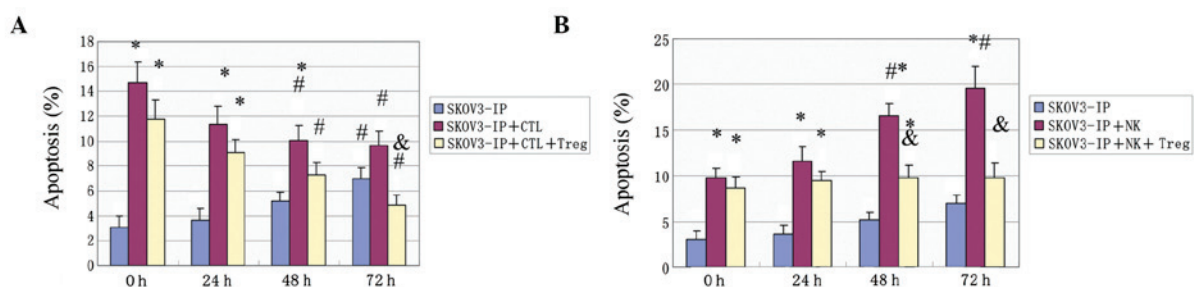 A
Apoptosis (%)
18
16
14
12
10
8
6
4
2
0
* * * * * # # # # & #
0 h 24 h 48 h 72 h
SKOV3-IP
SKOV3-IP+CTL
SKOV3-IP+CTL+Treg
B
Apoptosis (%)
25
20
15
10
5
0
* * * * #* * & *# &
0 h 24 h 48 h 72 h
SKOV3-IP
SKOV3-IP+NK
SKOV3-IP+NK + Treg